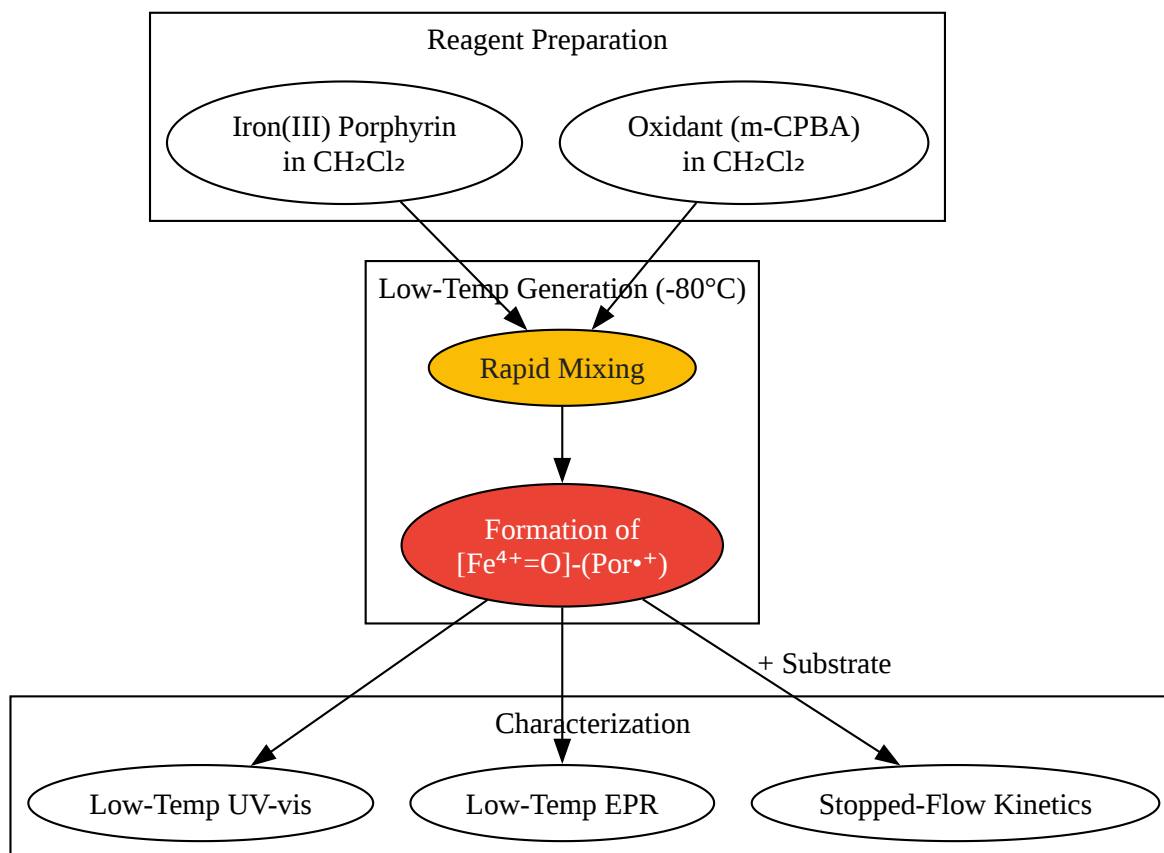 Reagent Preparation
Iron(III) Porphyrin
in CH₂Cl₂
Oxidant (m-CPBA)
in CH₂Cl₂
Low-Temp Generation (-80°C)
Rapid Mixing
Formation of
[Fe⁴⁺=O]-(Por•⁺)
+ Substrate
Characterization
Low-Temp UV-vis
Low-Temp EPR
Stopped-Flow Kinetics